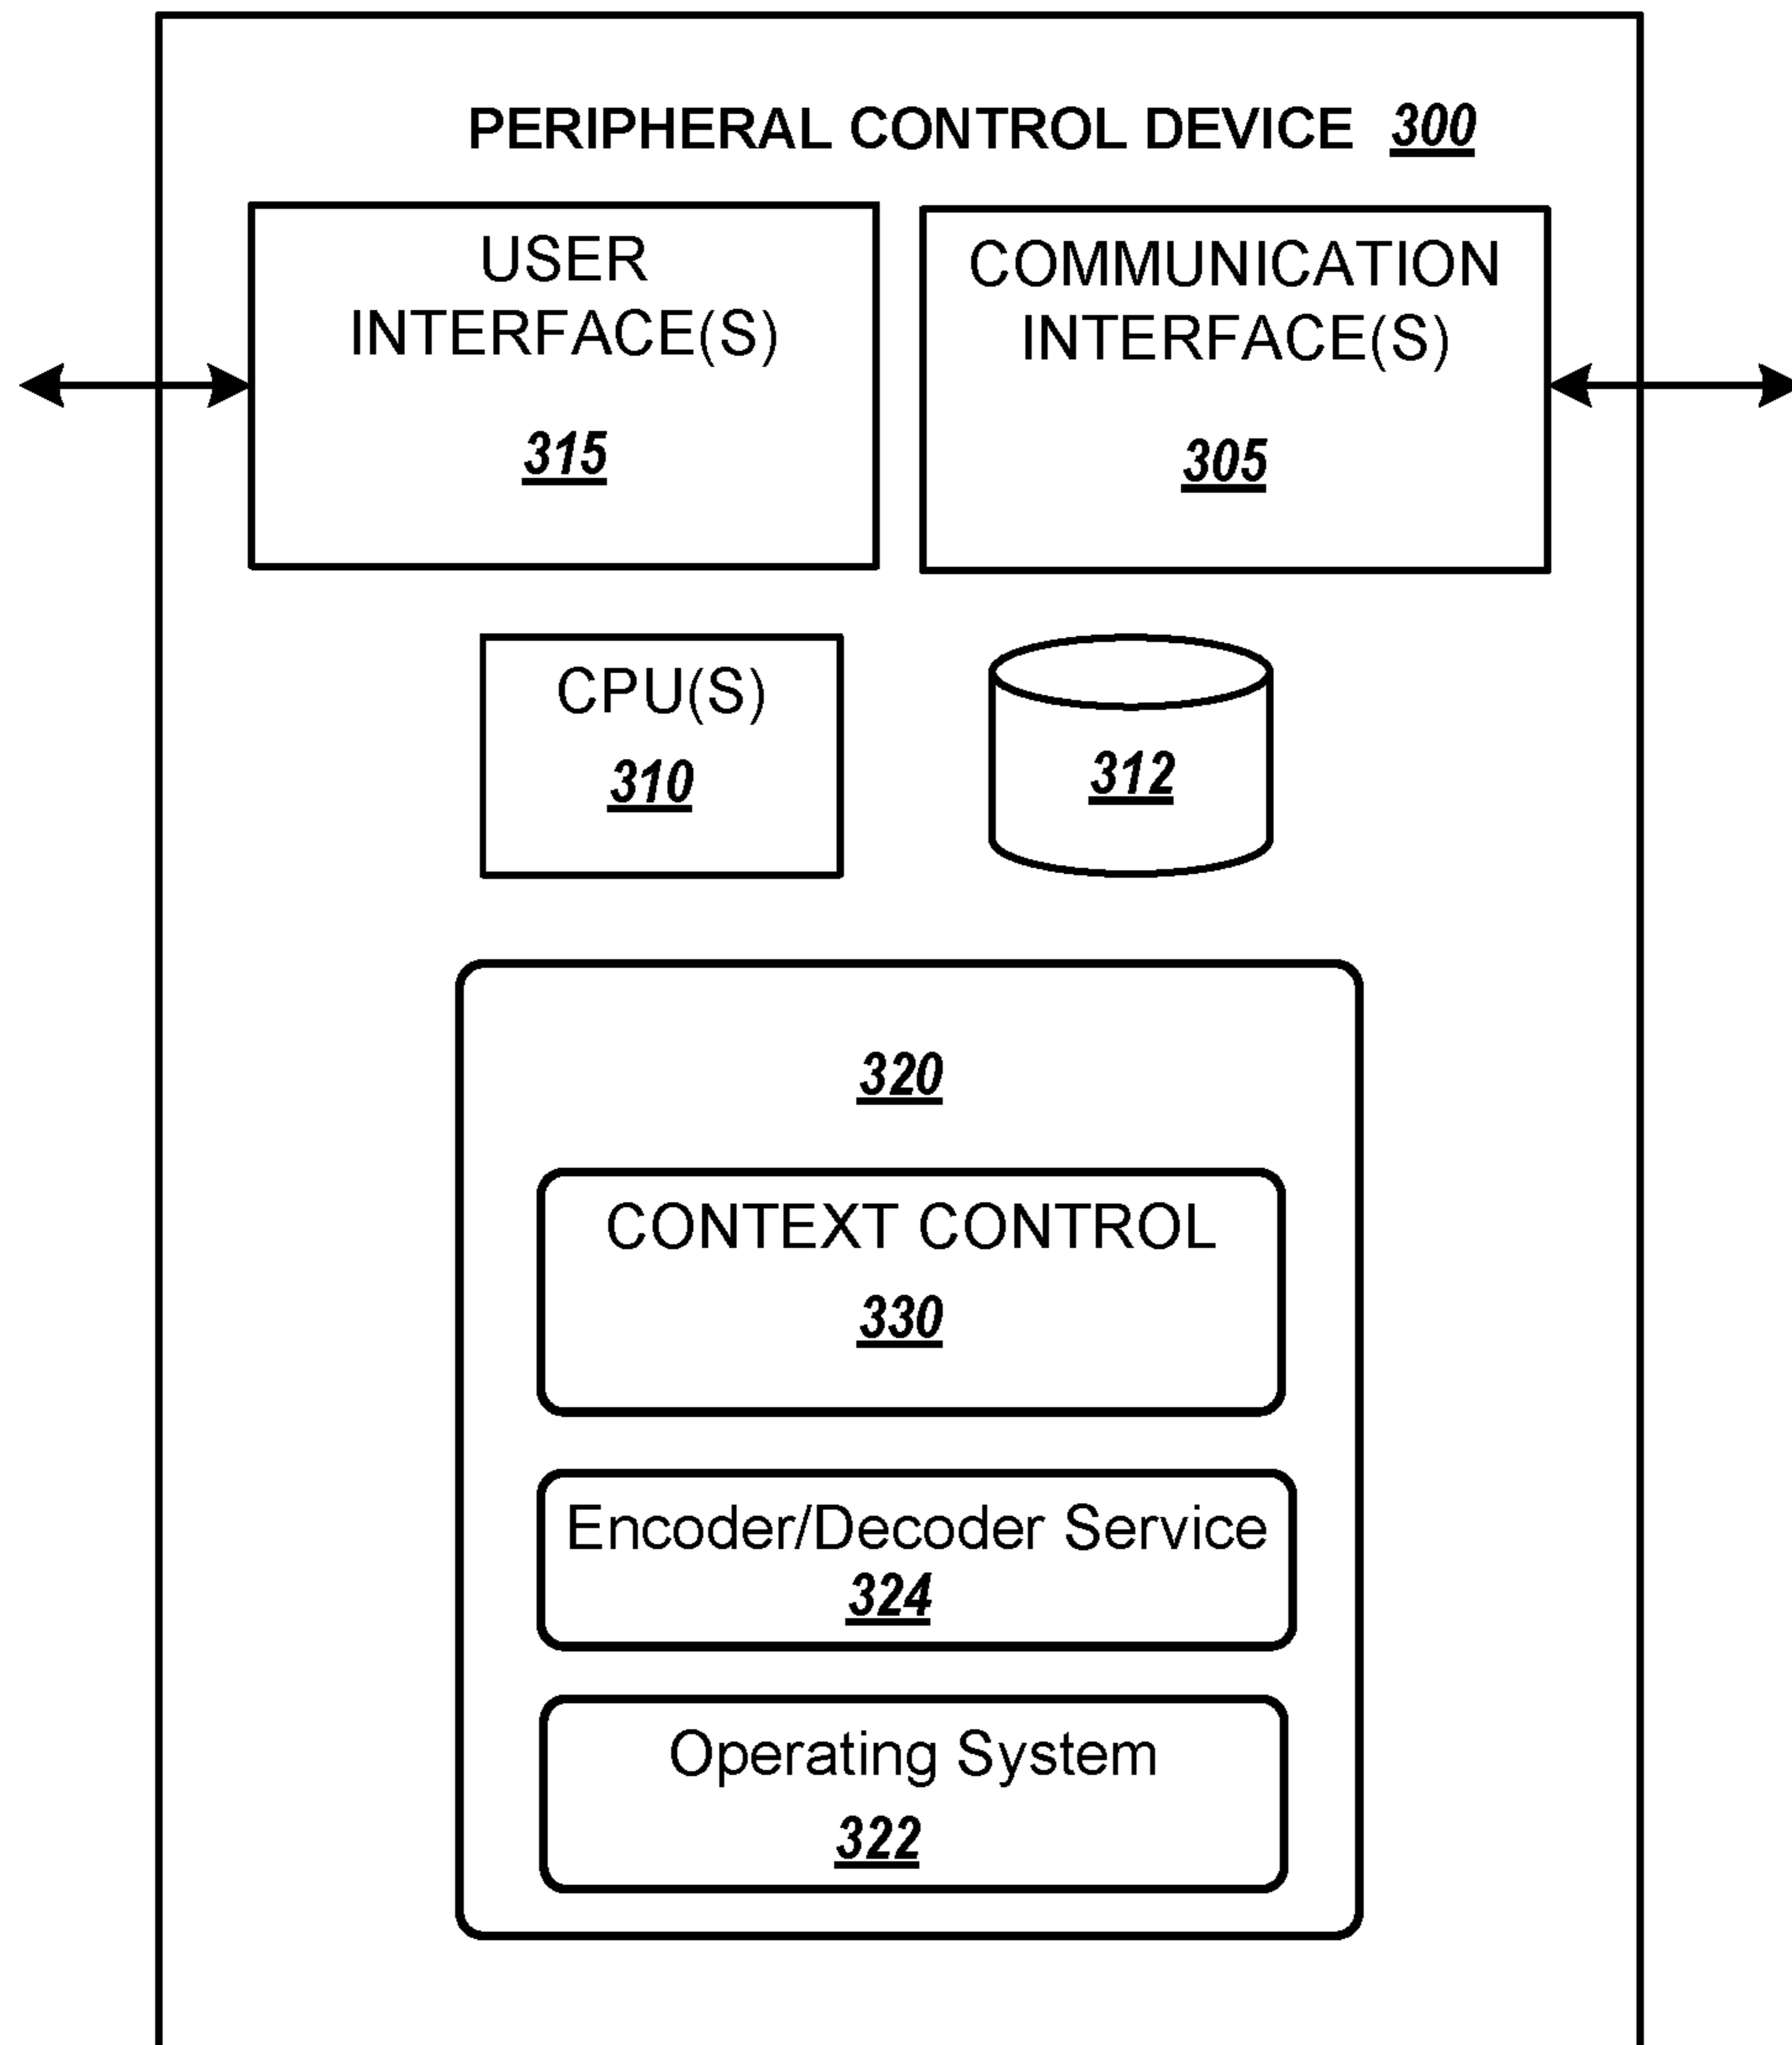 PERIPHERAL CONTROL DEVICE 300
USER
INTERFACE(S)
315
COMMUNICATION
INTERFACE(S)
305
CPU(S)
310
312
320
CONTEXT CONTROL
330
Encoder/Decoder Service
324
Operating System
322